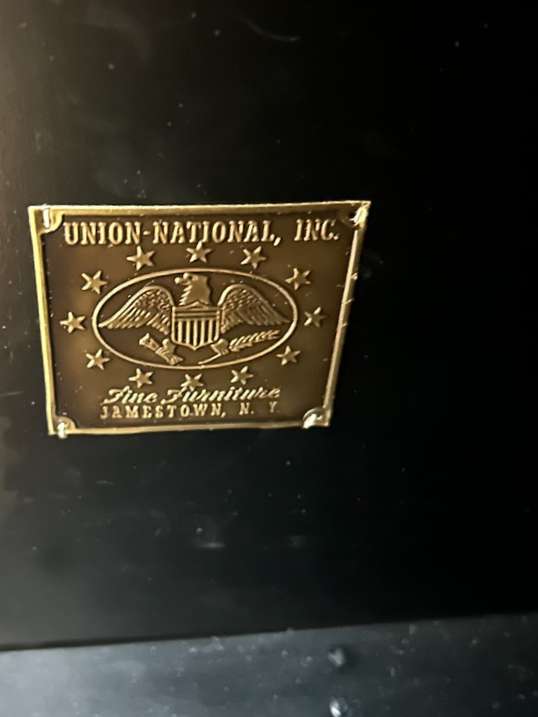 UNION-NATIONAL, INC.
Fine Furniture
JAMESTOWN, N. Y.